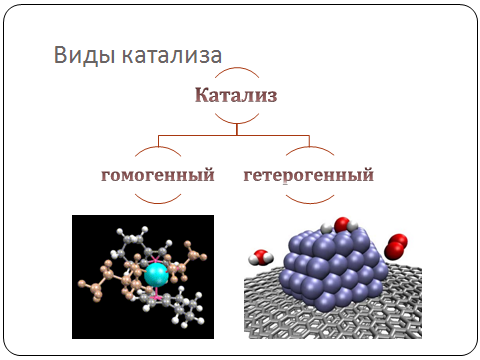 Виды катализа
Катализ
гомогенный
гетерогенный